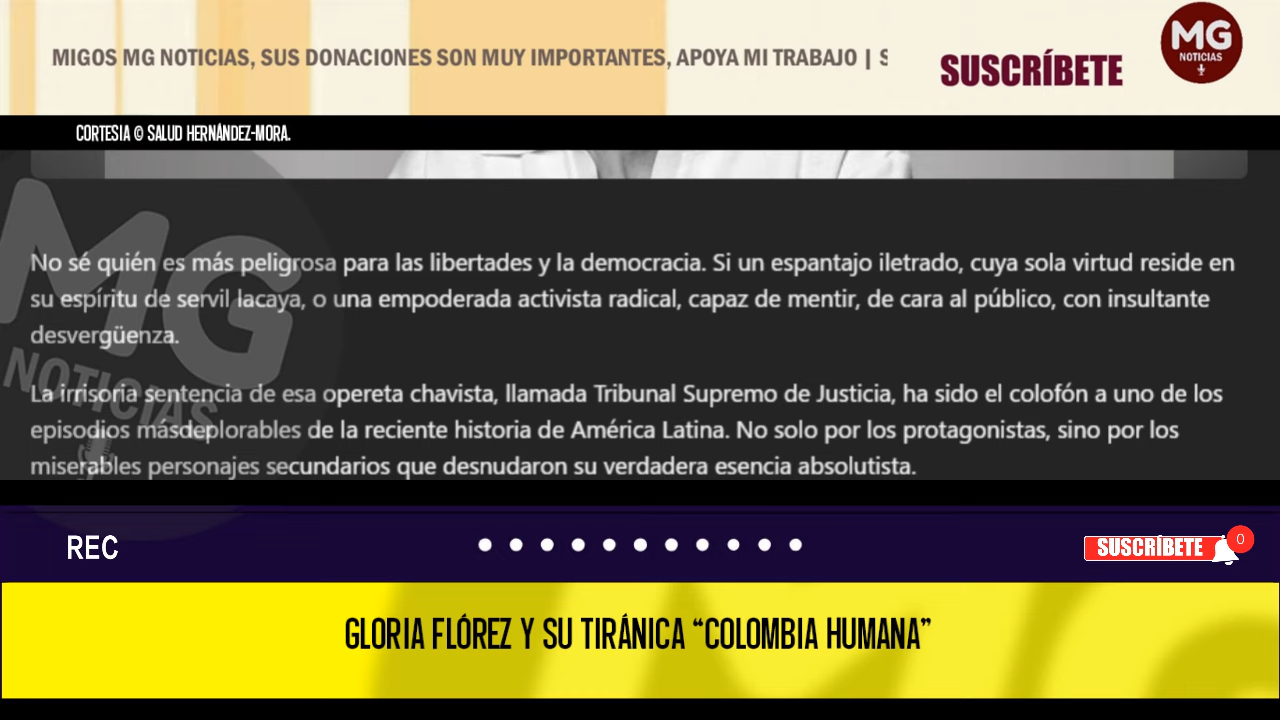 MIGOS MG NOTICIAS, SUS DONACIONES SON MUY IMPORTANTES, APOYA MI TRABAJO | S
SUSCRÍBETE
MG
NOTICIAS
CORTESIA © SALUD HERNÁNDEZ-MORA.
No sé quién es más peligrosa para las libertades y la democracia. Si un espantajo iletrado, cuya sola virtud reside en
su espíritu de servil lacaya, o una empoderada activista radical, capaz de mentir, de cara al público, con insultante
desvergüenza.
La irrisoria sentencia de esa opereta chavista, llamada Tribunal Supremo de Justicia, ha sido el colofón a uno de los
episodios másdeplorables de la reciente historia de América Latina. No solo por los protagonistas, sino por los
miserables personajes secundarios que desnudaron su verdadera esencia absolutista.
MG
NOTICIAS
REC
SUSCRÍBETE
0
GLORIA FLÓREZ Y SU TIRÁNICA “COLOMBIA HUMANA”